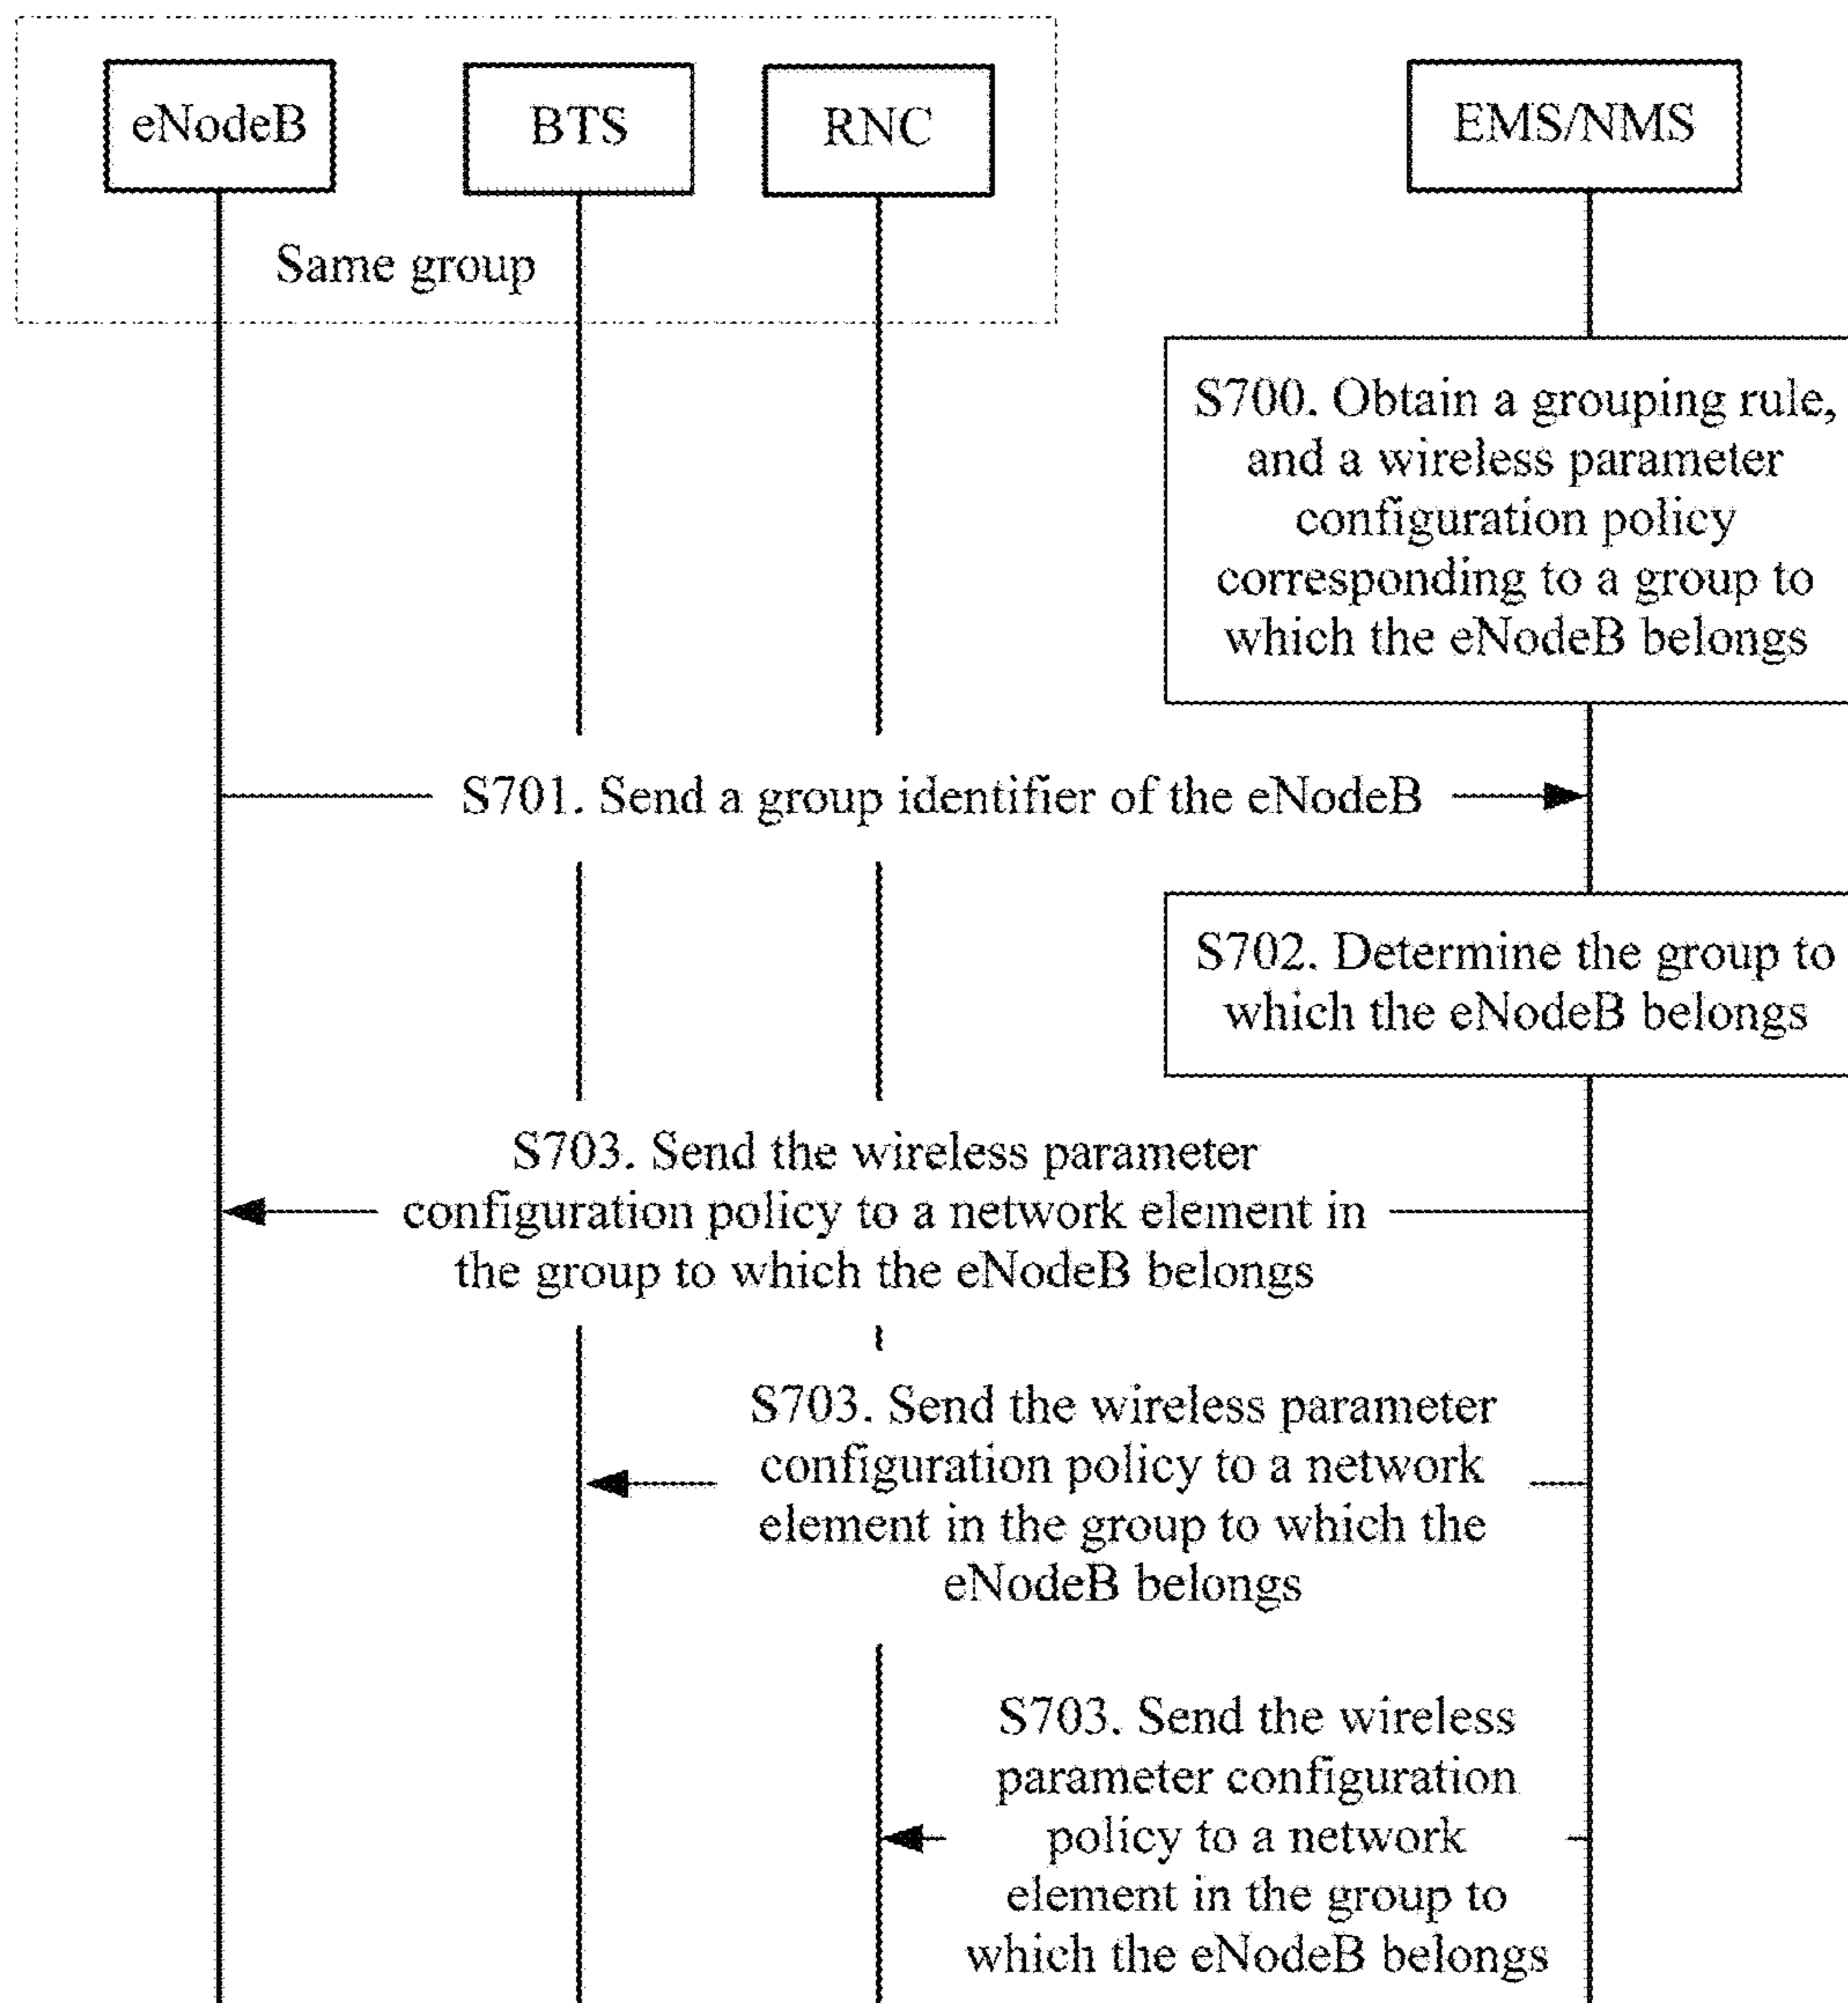 eNodeB
BTS
RNC
EMS/NMS
Same group
S700. Obtain a grouping rule,
and a wireless parameter
configuration policy
corresponding to a group to
which the eNodeB belongs
S701. Send a group identifier of the eNodeB
S702. Determine the group to
which the eNodeB belongs
S703. Send the wireless parameter
configuration policy to a network element in
the group to which the eNodeB belongs
S703. Send the wireless parameter
configuration policy to a network
element in the group to which the
eNodeB belongs
S703. Send the wireless
parameter configuration
policy to a network
element in the group to
which the eNodeB belongs